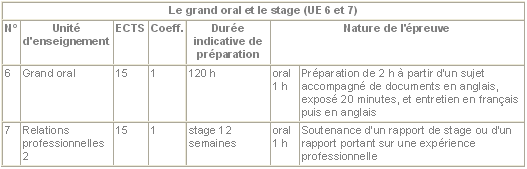 Le grand oral et le stage (UE 6 et 7)
N° Unité d'enseignement ECTS Coeff. Durée indicative de préparation Nature de l'épreuve
6 Grand oral 15 1 120 h oral 1 h Préparation de 2 h à partir d'un sujet accompagné de documents en anglais, exposé 20 minutes, et entretien en français puis en anglais
7 Relations professionnelles 2 15 1 stage 12 semaines oral 1 h Soutenance d'un rapport de stage ou d'un rapport portant sur une expérience professionnelle